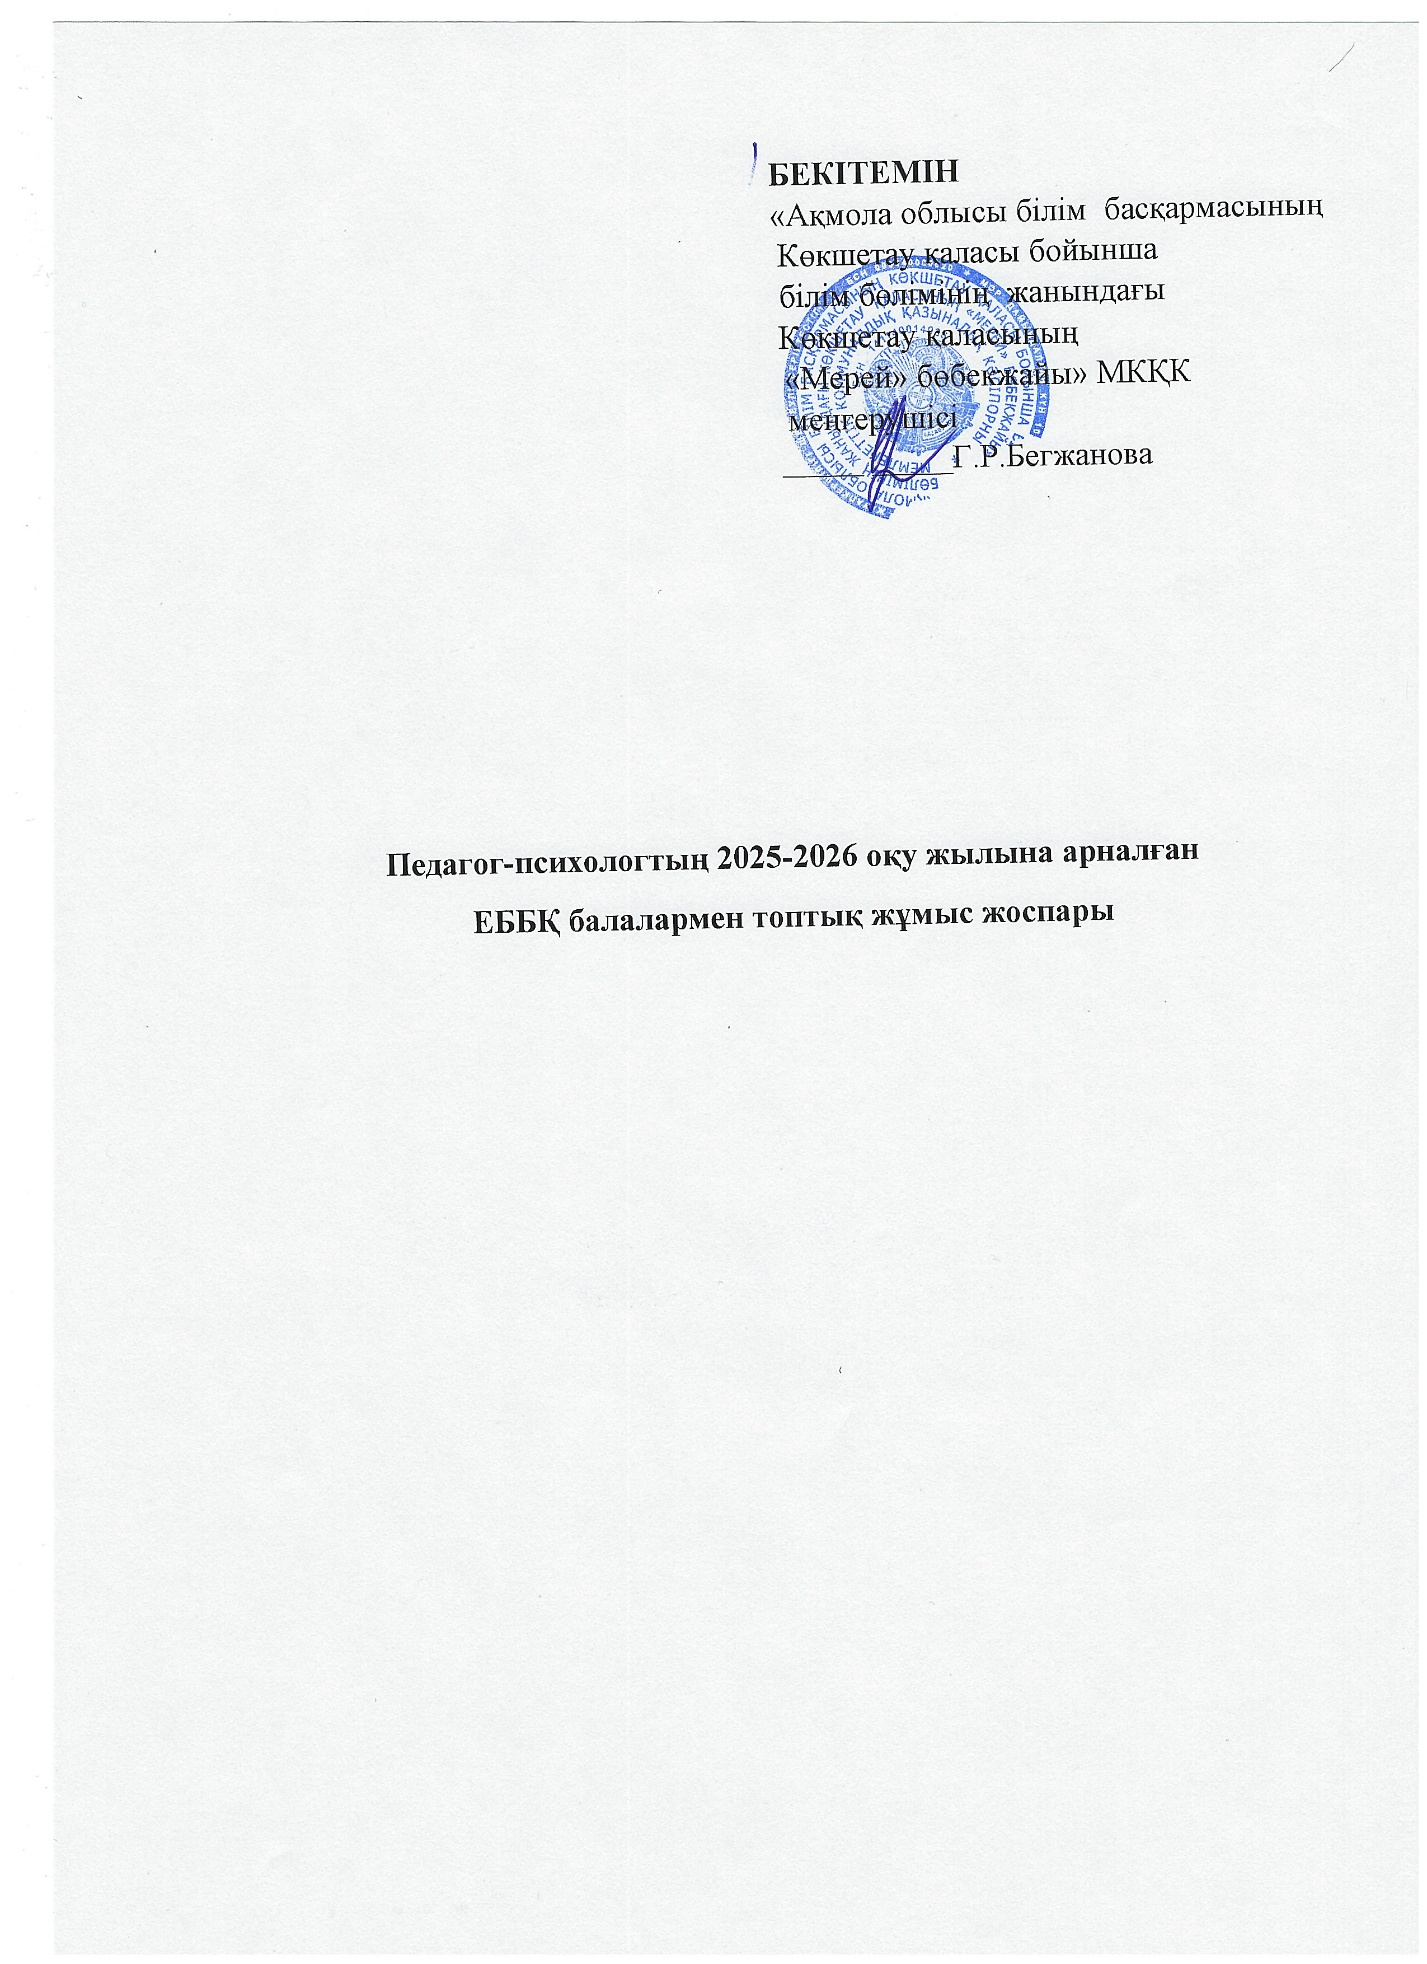 БЕКІТЕМІН
«Ақмола облысы білім басқармасының
Көкшетау қаласы бойынша
білім бөлімінің жанындағы
Көкшетау қаласының
«Мерей» бөбекжайы» МКҚК
меңгерушісі
___________Г.Р.Бегжанова
Педагог-психологтың 2025-2026 оқу жылына арналған
ЕББҚ балалармен топтық жұмыс жоспары